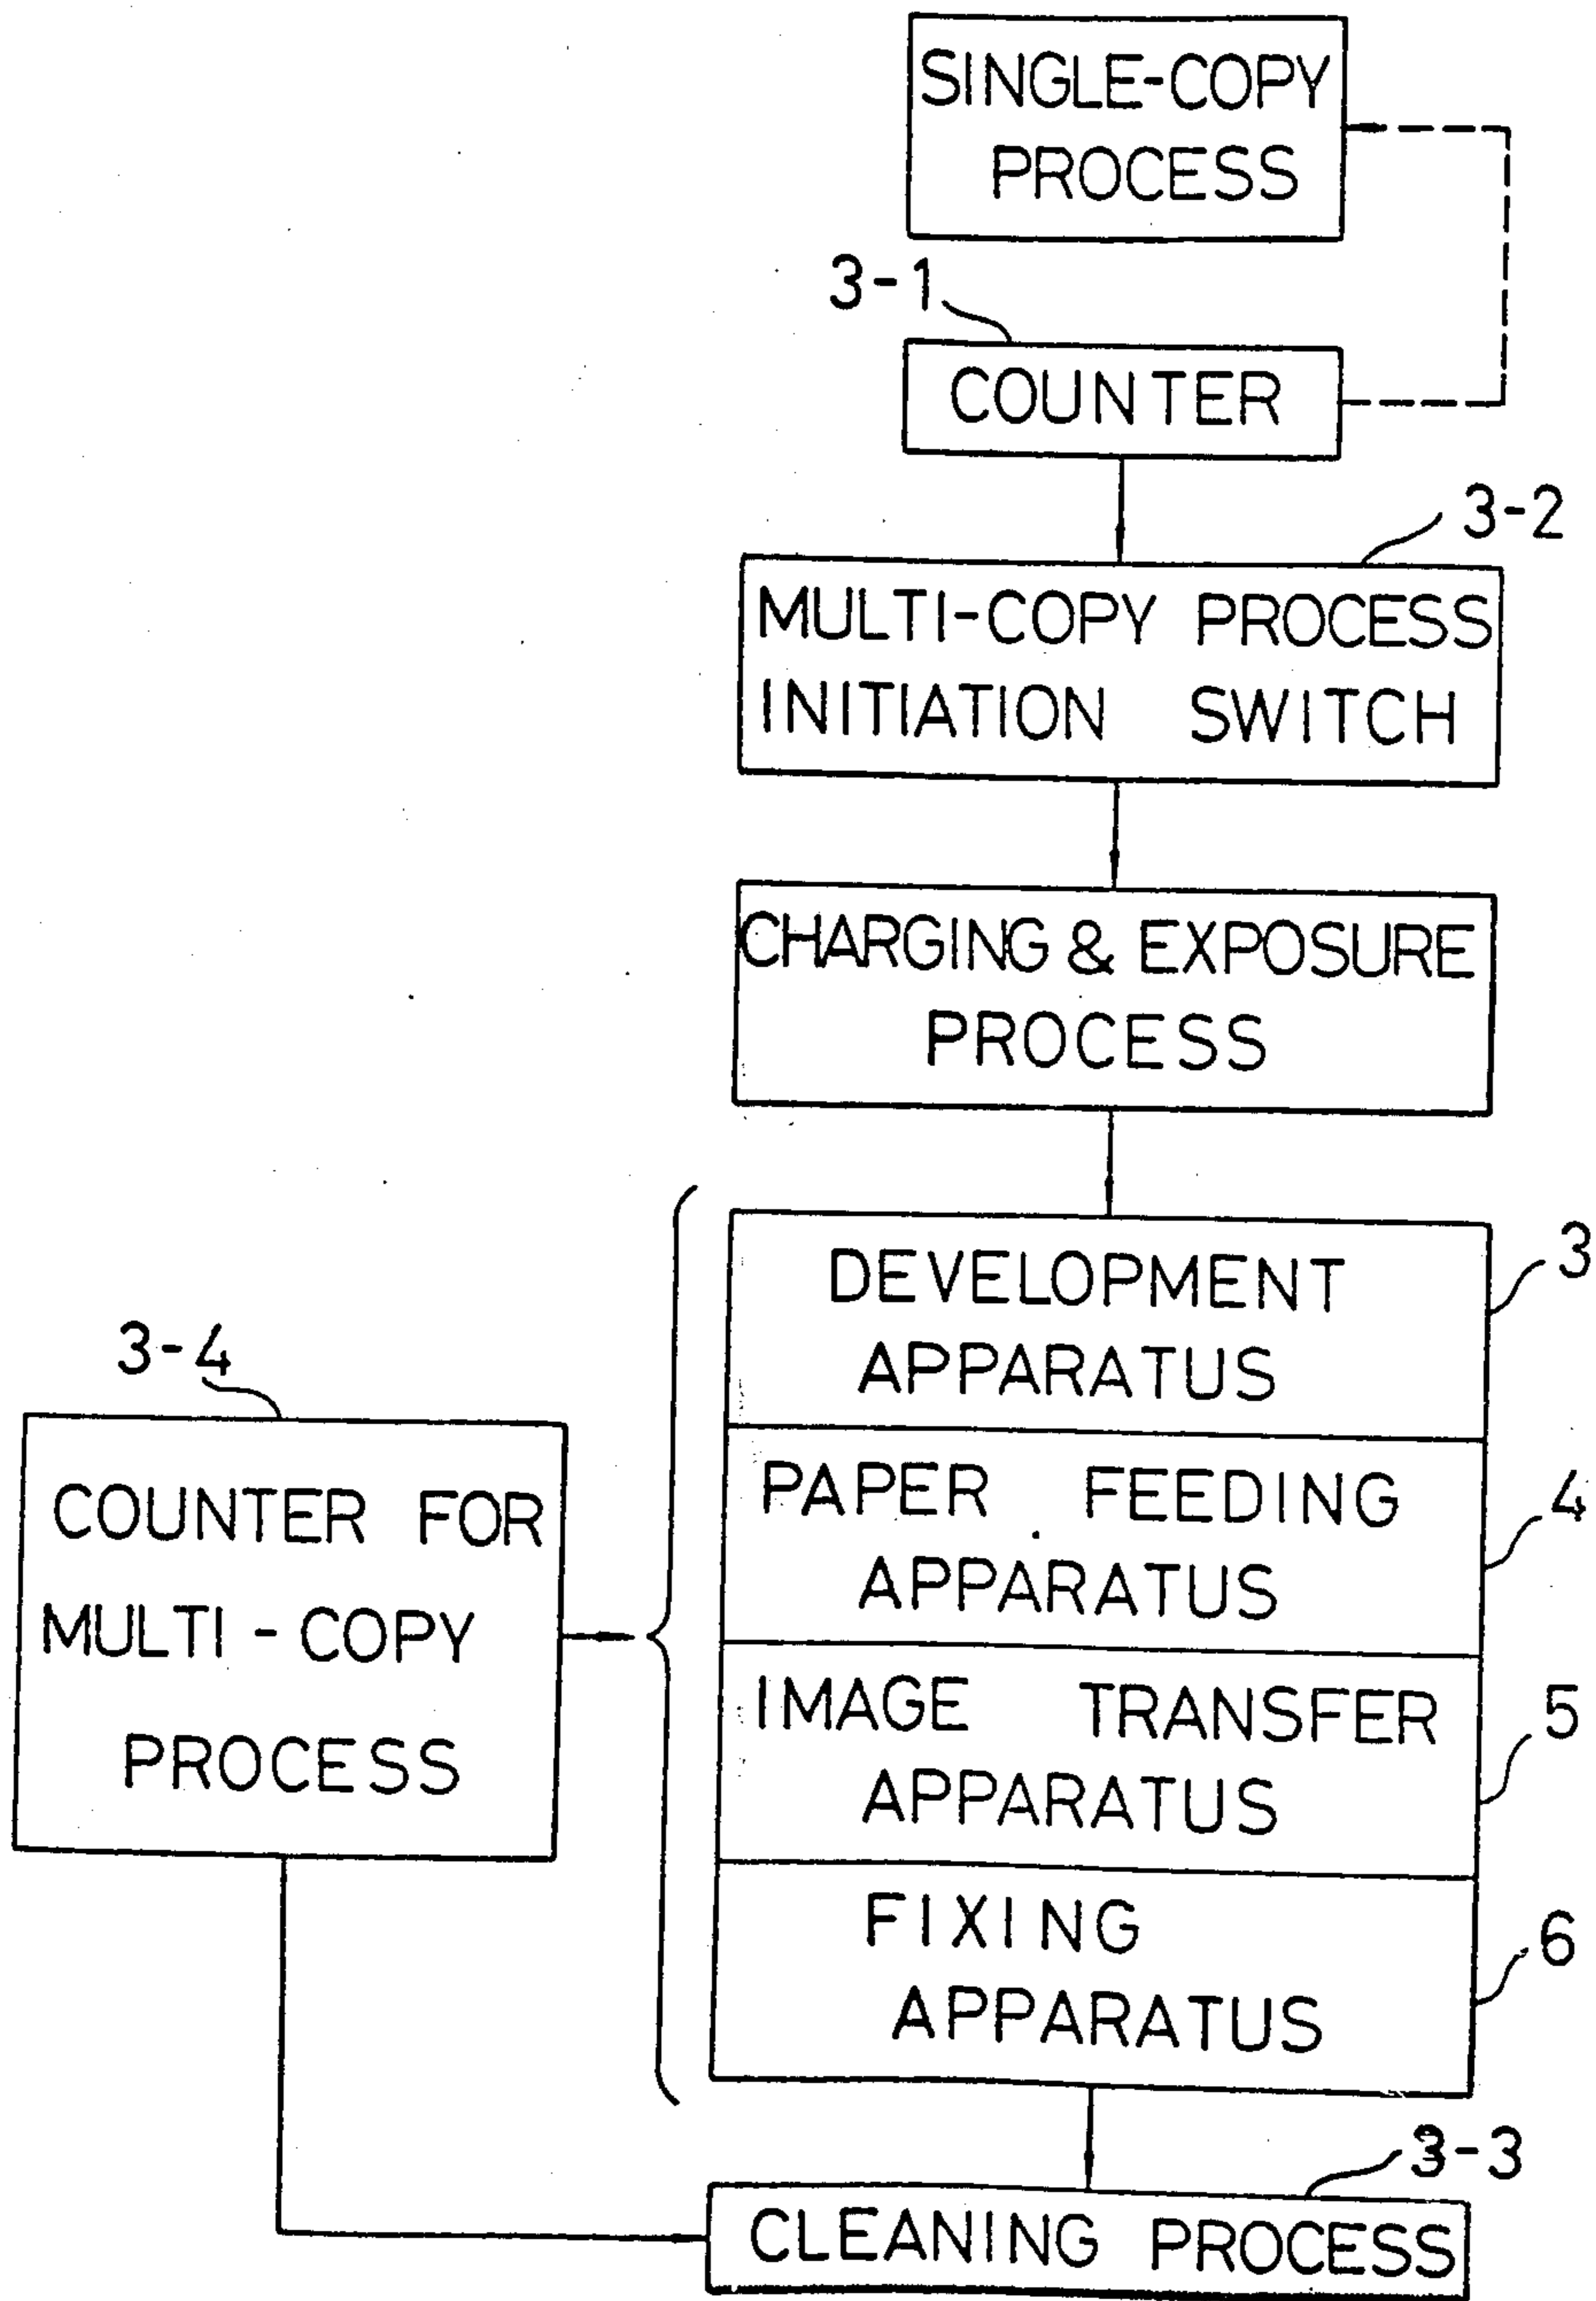 SINGLE-COPY
PROCESS
3-1
COUNTER
3-2
MULTI-COPY PROCESS
INITIATION SWITCH
CHARGING & EXPOSURE
PROCESS
DEVELOPMENT
APPARATUS
3
3-4
COUNTER FOR
MULTI-COPY
PROCESS
PAPER FEEDING
APPARATUS
4
IMAGE TRANSFER
APPARATUS
5
FIXING
APPARATUS
6
3-3
CLEANING PROCESS